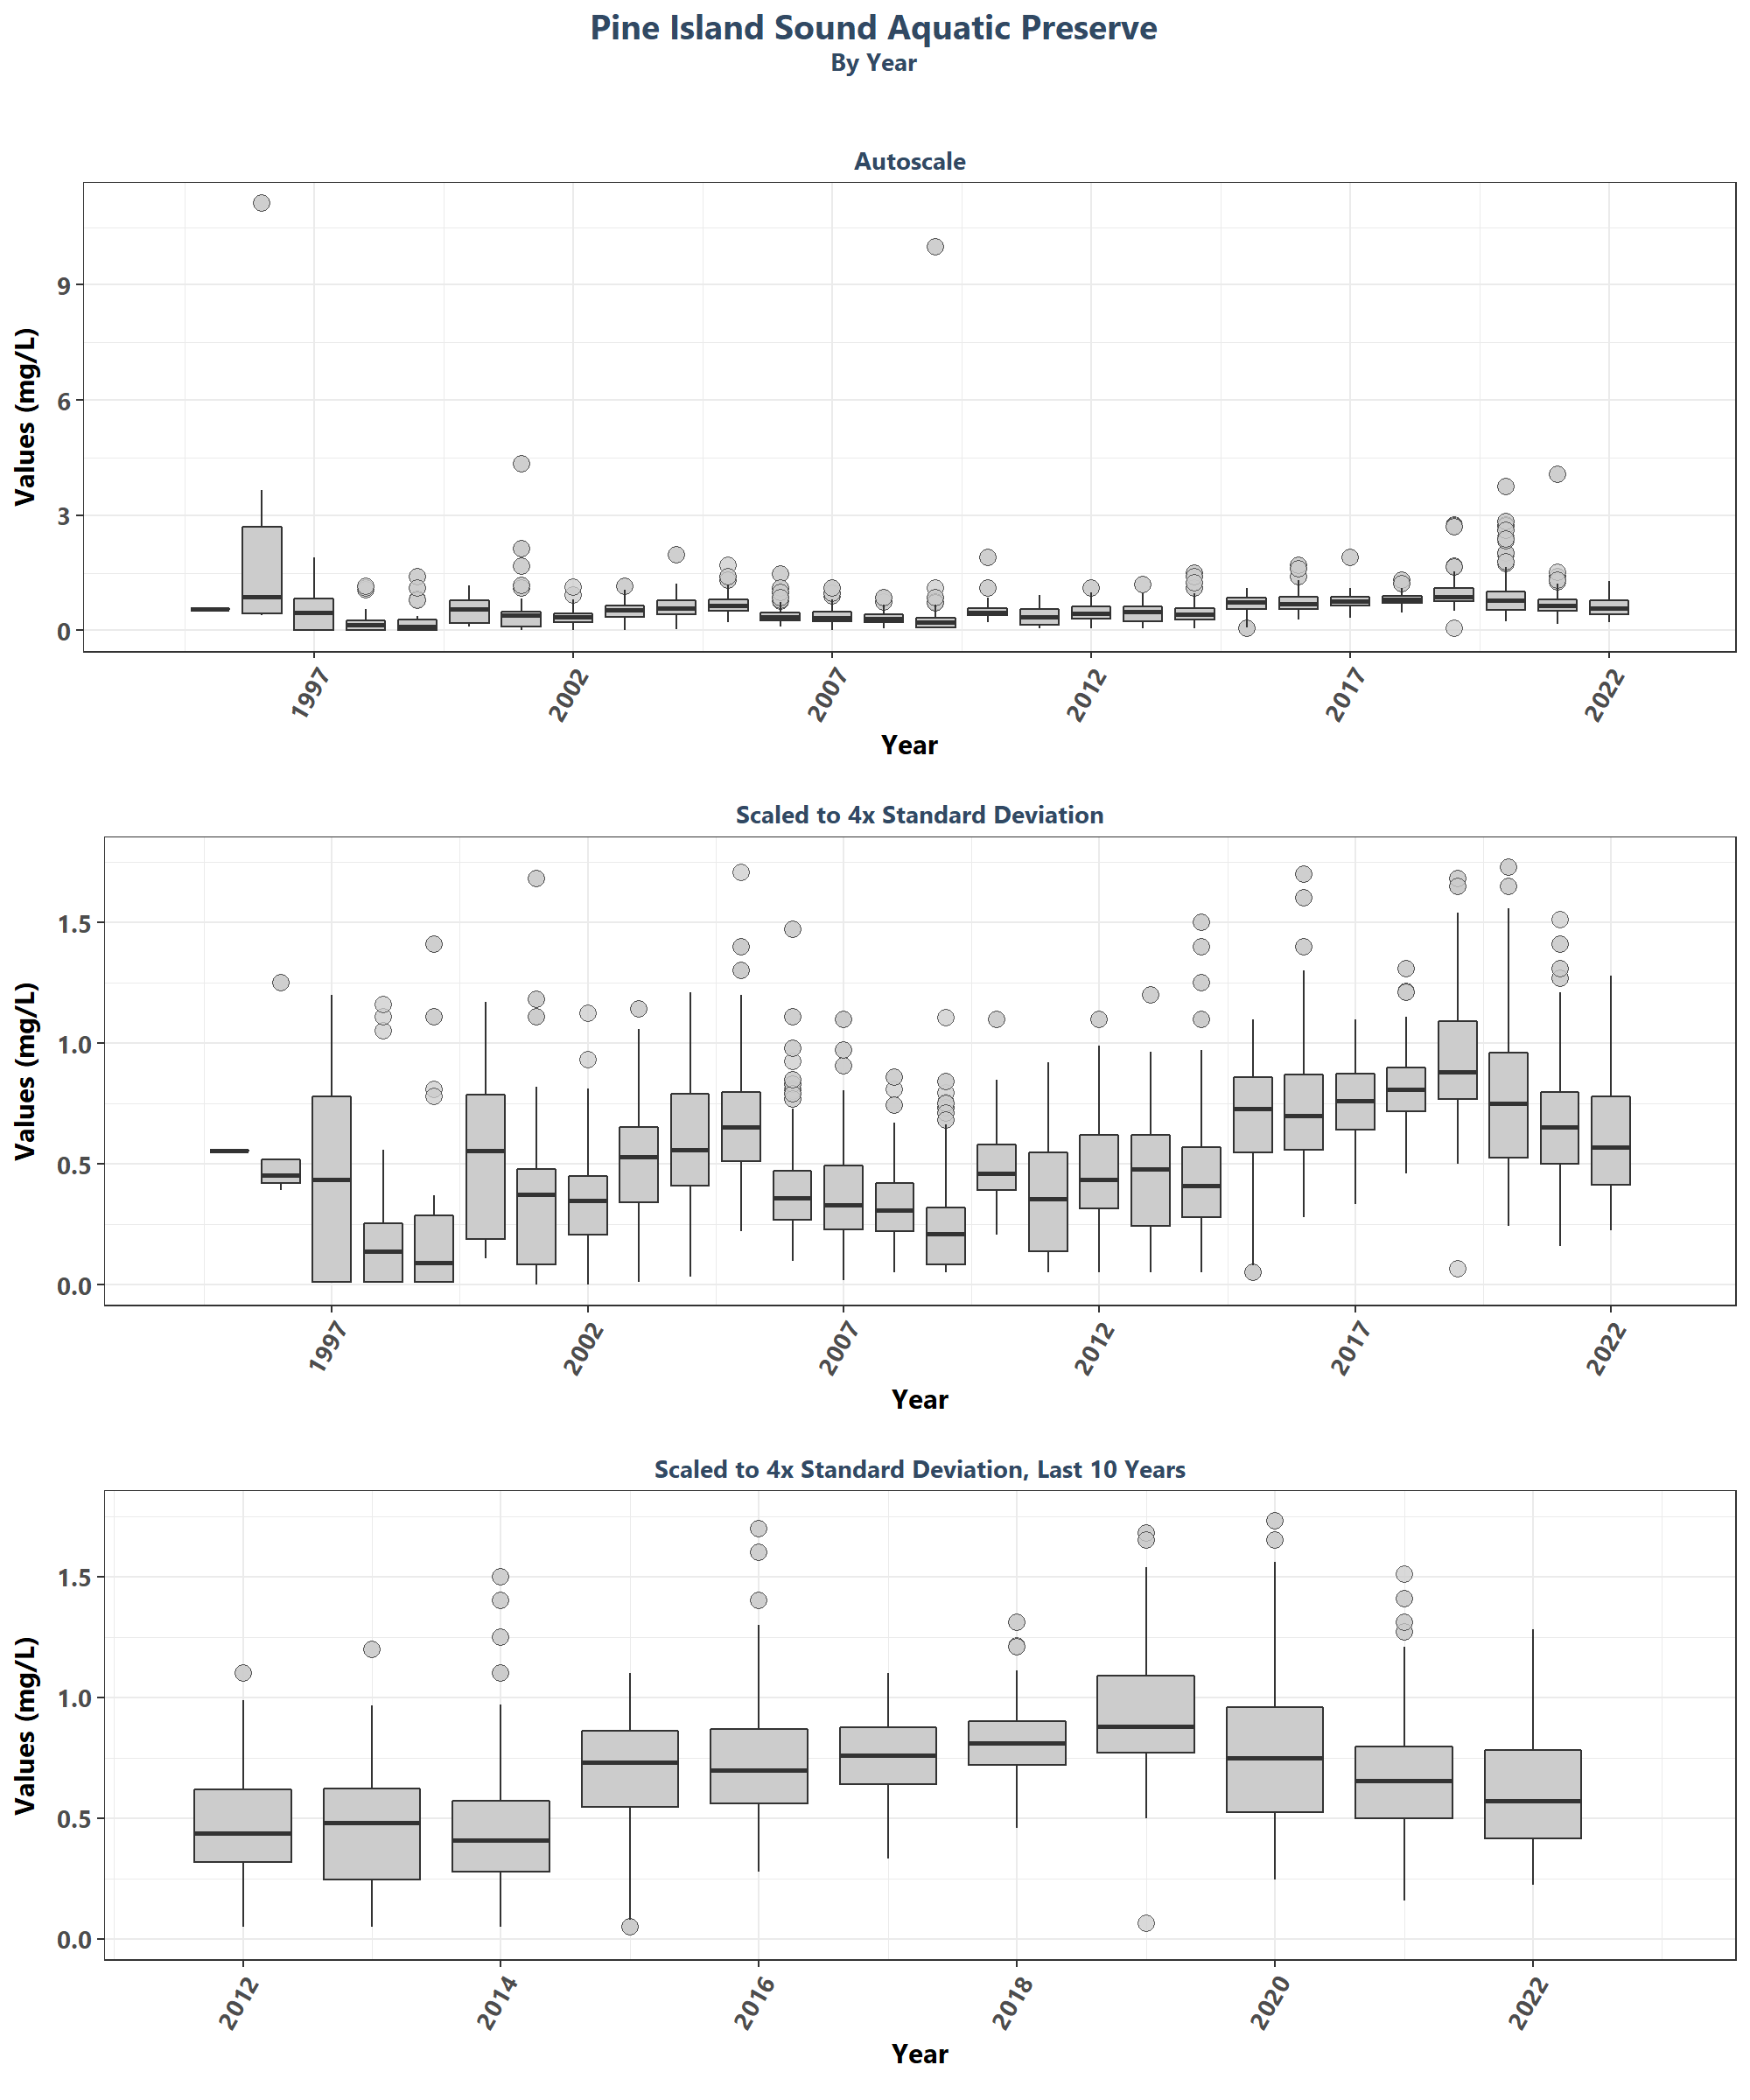 Pine Island Sound Aquatic Preserve
By Year
Autoscale
Values (mg/L)
9
6
3
0
1997 2002 2007 2012 2017 2022
Year
Scaled to 4x Standard Deviation
Values (mg/L)
1.5
1.0
0.5
0.0
1997 2002 2007 2012 2017 2022
Year
Scaled to 4x Standard Deviation, Last 10 Years
Values (mg/L)
1.5
1.0
0.5
0.0
2012 2014 2016 2018 2020 2022
Year